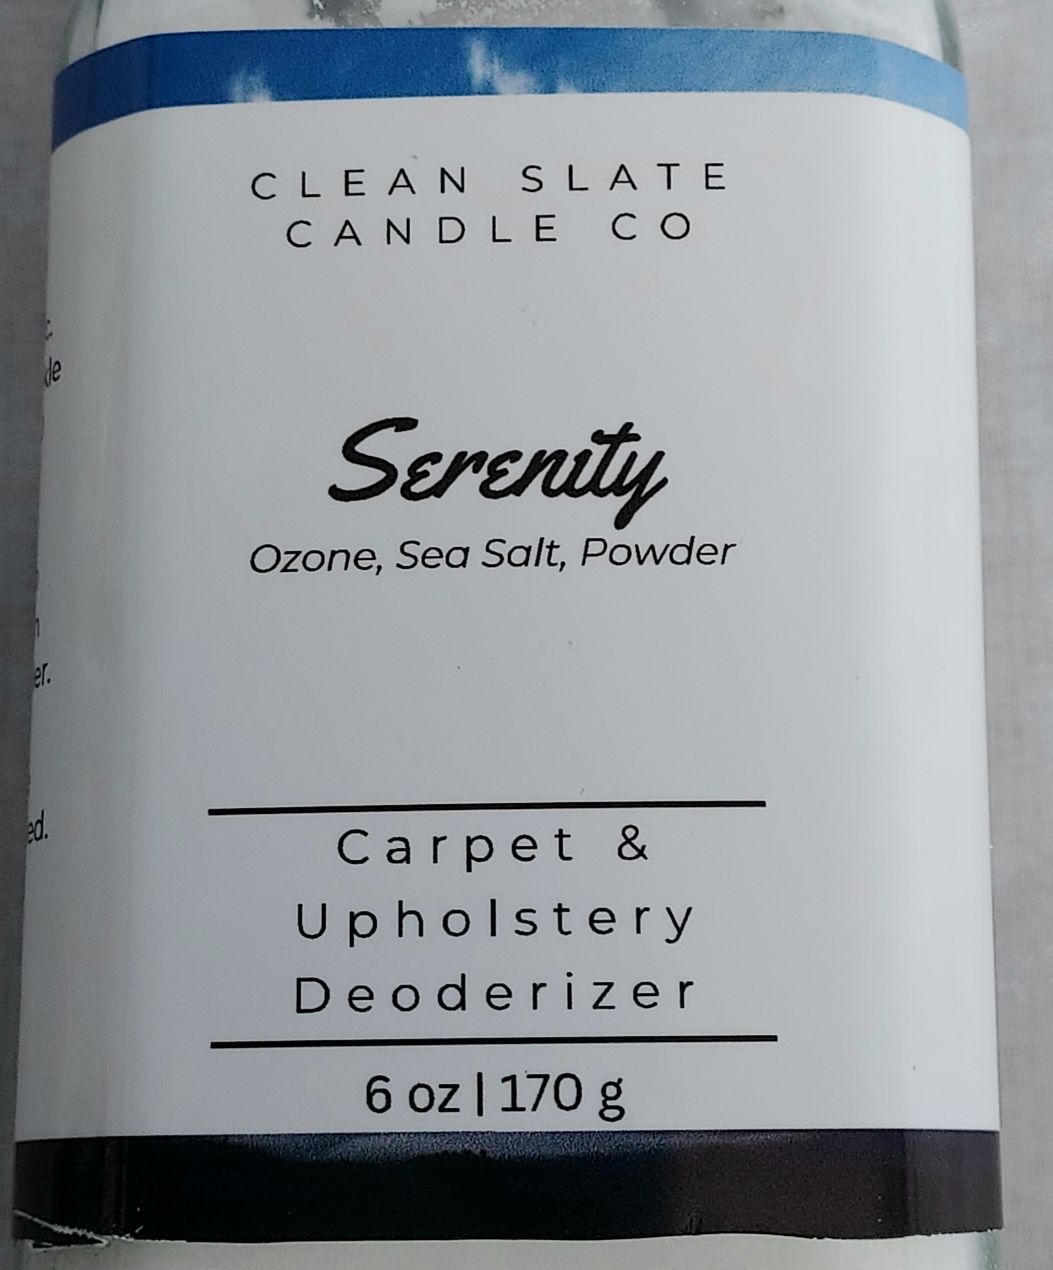 CLEAN SLATE
CANDLE CO
Serenity
Ozone, Sea Salt, Powder
Carpet &
Upholstery
Deoderizer
6 oz | 170 g